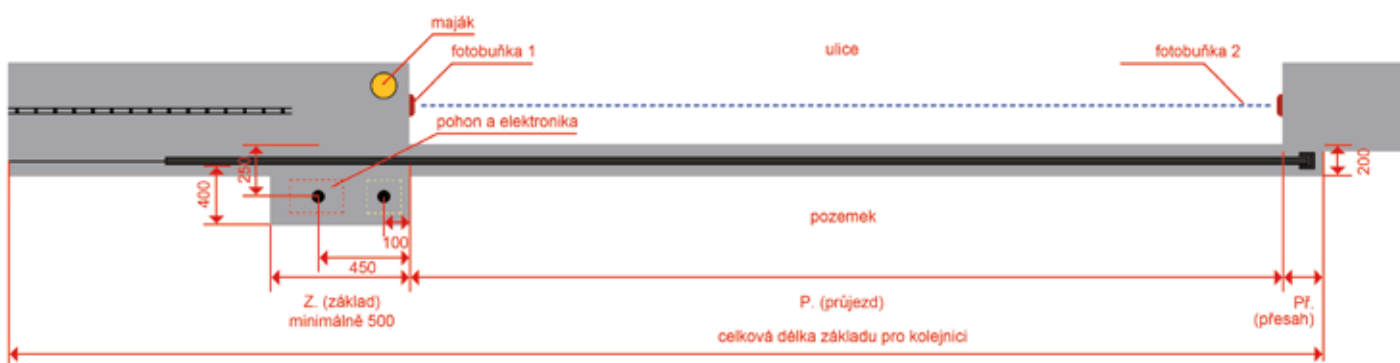 maják
fotobuňka 1
ulice
fotobuňka 2
pohon a elektronika
250
400
200
pozemek
100
450
Z. (základ)
minimálně 500
P. (průjezd)
Př.
(přesah)
celková délka základu pro kolejnici